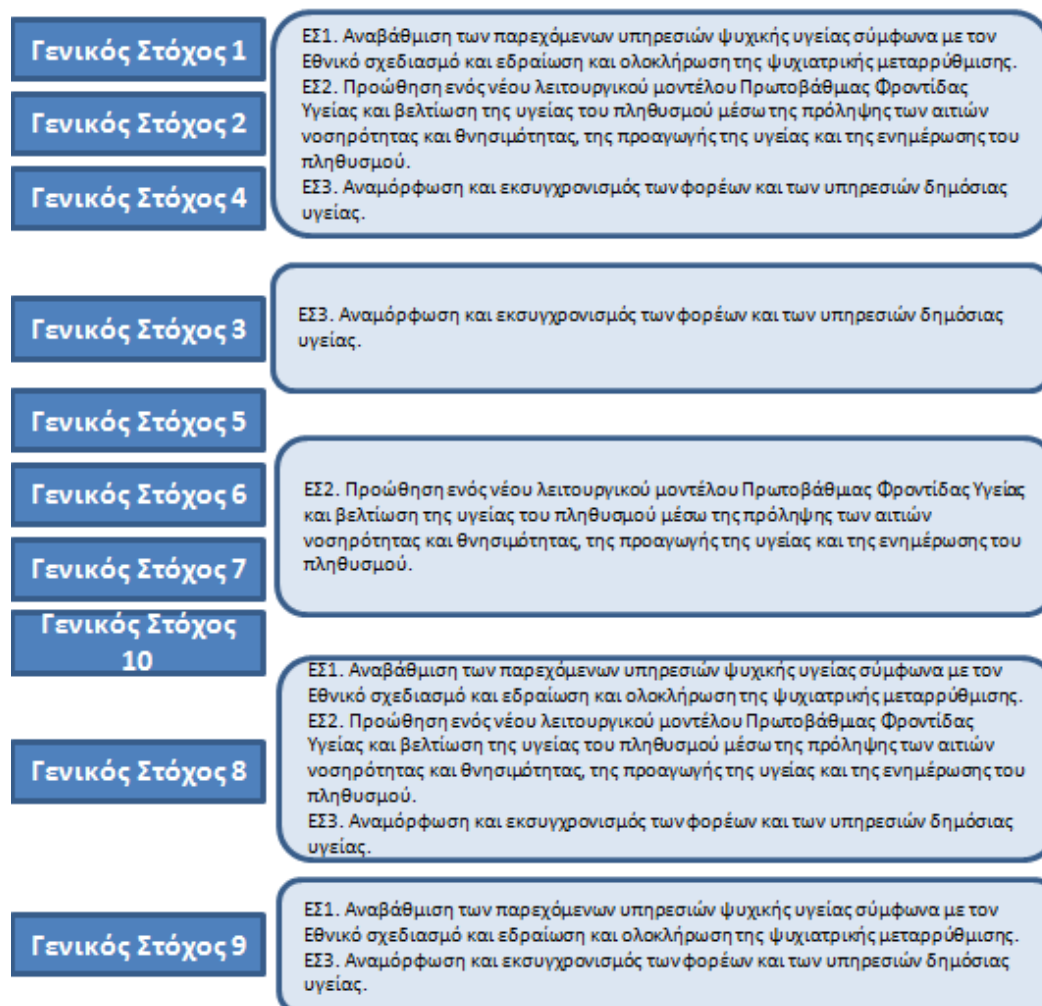 Γενικός Στόχος 1
Γενικός Στόχος 2
Γενικός Στόχος 4
ΕΣ1. Αναβάθμιση των παρεχόμενων υπηρεσιών ψυχικής υγείας σύμφωνα με τον
Εθνικό σχεδιασμό και εδραίωση και ολοκλήρωση της ψυχιατρικής μεταρρύθμισης.
ΕΣ2. Προώθηση ενός νέου λειτουργικού μοντέλου Πρωτοβάθμιας Φροντίδας
Υγείας και βελτίωση της υγείας του πληθυσμού μέσω της πρόληψης των αιτιών
νοσηρότητας και θνησιμότητας, της προαγωγής της υγείας και της ενημέρωσης του
πληθυσμού.
ΕΣ3. Αναμόρφωση και εκσυγχρονισμός των φορέων και των υπηρεσιών δημόσιας
υγείας.
Γενικός Στόχος 3
ΕΣ3. Αναμόρφωση και εκσυγχρονισμός των φορέων και των υπηρεσιών δημόσιας
υγείας.
Γενικός Στόχος 5
Γενικός Στόχος 6
Γενικός Στόχος 7
Γενικός Στόχος
10
ΕΣ2. Προώθηση ενός νέου λειτουργικού μοντέλου Πρωτοβάθμιας Φροντίδας Υγείας
και βελτίωση της υγείας του πληθυσμού μέσω της πρόληψης των αιτιών
νοσηρότητας και θνησιμότητας, της προαγωγής της υγείας και της ενημέρωσης του
πληθυσμού.
Γενικός Στόχος 8
ΕΣ1. Αναβάθμιση των παρεχόμενων υπηρεσιών ψυχικής υγείας σύμφωνα με τον
Εθνικό σχεδιασμό και εδραίωση και ολοκλήρωση της ψυχιατρικής μεταρρύθμισης.
ΕΣ2. Προώθηση ενός νέου λειτουργικού μοντέλου Πρωτοβάθμιας Φροντίδας
Υγείας και βελτίωση της υγείας του πληθυσμού μέσω της πρόληψης των αιτιών
νοσηρότητας και θνησιμότητας, της προαγωγής της υγείας και της ενημέρωσης του
πληθυσμού.
ΕΣ3. Αναμόρφωση και εκσυγχρονισμός των φορέων και των υπηρεσιών δημόσιας
υγείας.
Γενικός Στόχος 9
ΕΣ1. Αναβάθμιση των παρεχόμενων υπηρεσιών ψυχικής υγείας σύμφωνα με τον
Εθνικό σχεδιασμό και εδραίωση και ολοκλήρωση της ψυχιατρικής μεταρρύθμισης.
ΕΣ3. Αναμόρφωση και εκσυγχρονισμός των φορέων και των υπηρεσιών δημόσιας
υγείας.